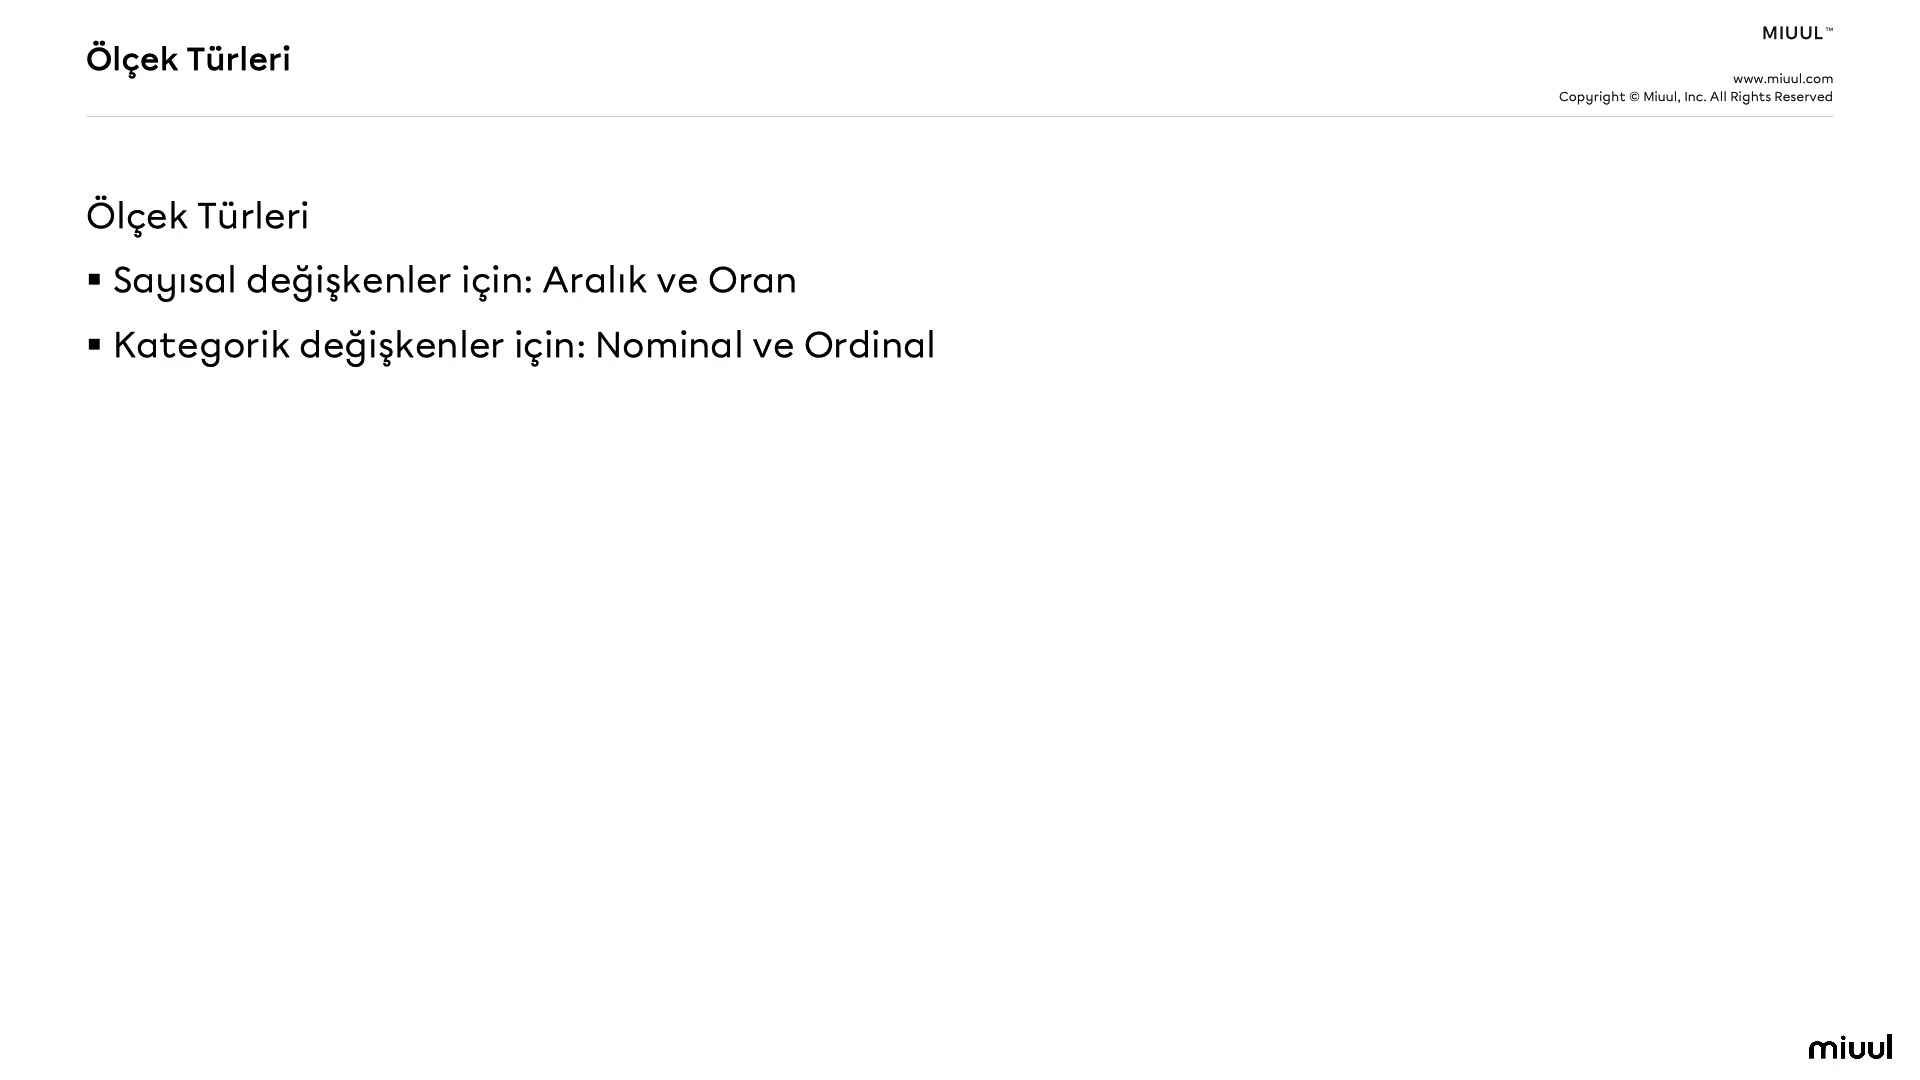 Ölçek Türleri
MIUUL™
www.miuul.com
Copyright © Miuul, Inc. All Rights Reserved
Ölçek Türleri
▪ Sayısal değişkenler için: Aralık ve Oran
▪ Kategorik değişkenler için: Nominal ve Ordinal
miuul